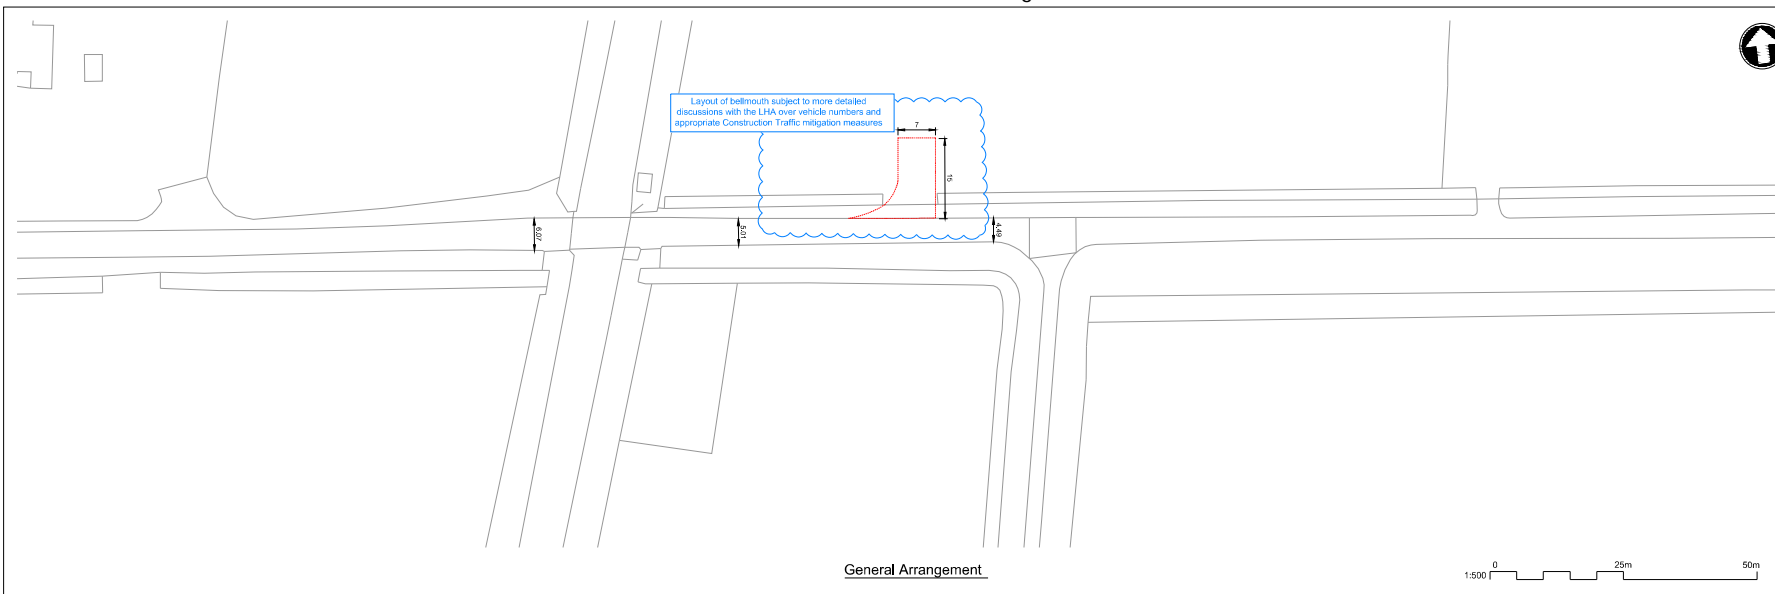 Layout of bellmouth subject to more detailed
discussions with the LHA over vehicle numbers and
appropriate Construction Traffic mitigation measures
7
15
6.07
5.01
4.49
General Arrangement
0 25m 50m
1:500